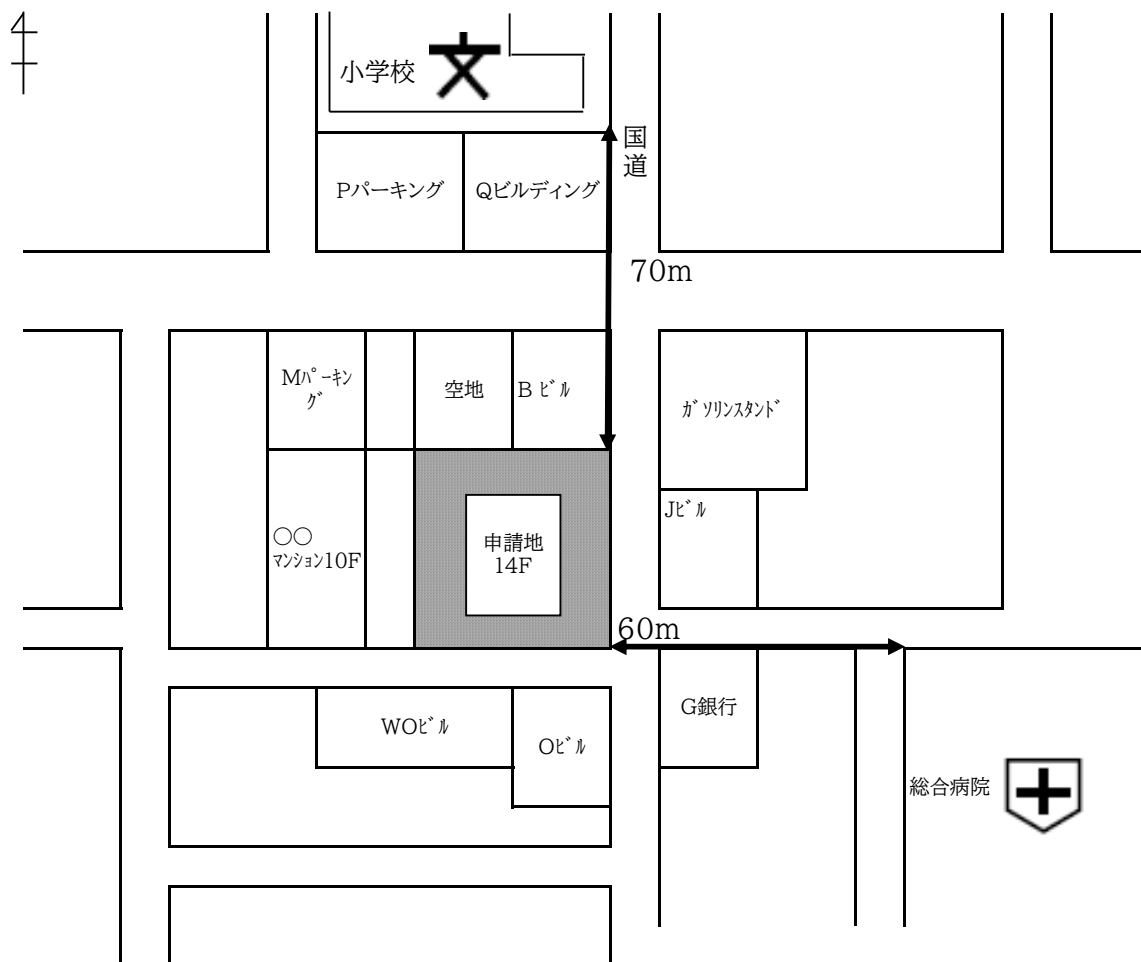 小学校
文
国
道
Pパーキング
Qビルディング
70m
Mﾊﾟｰｷﾝ
ｸﾞ
空地
Bﾋﾞﾙ
ｶﾞｿﾘﾝｽﾀﾝﾄﾞ
Jﾋﾞﾙ
○○
ﾏﾝｼｮﾝ10F
申請地
14F
60m
WOﾋﾞﾙ
Oﾋﾞﾙ
G銀行
総合病院